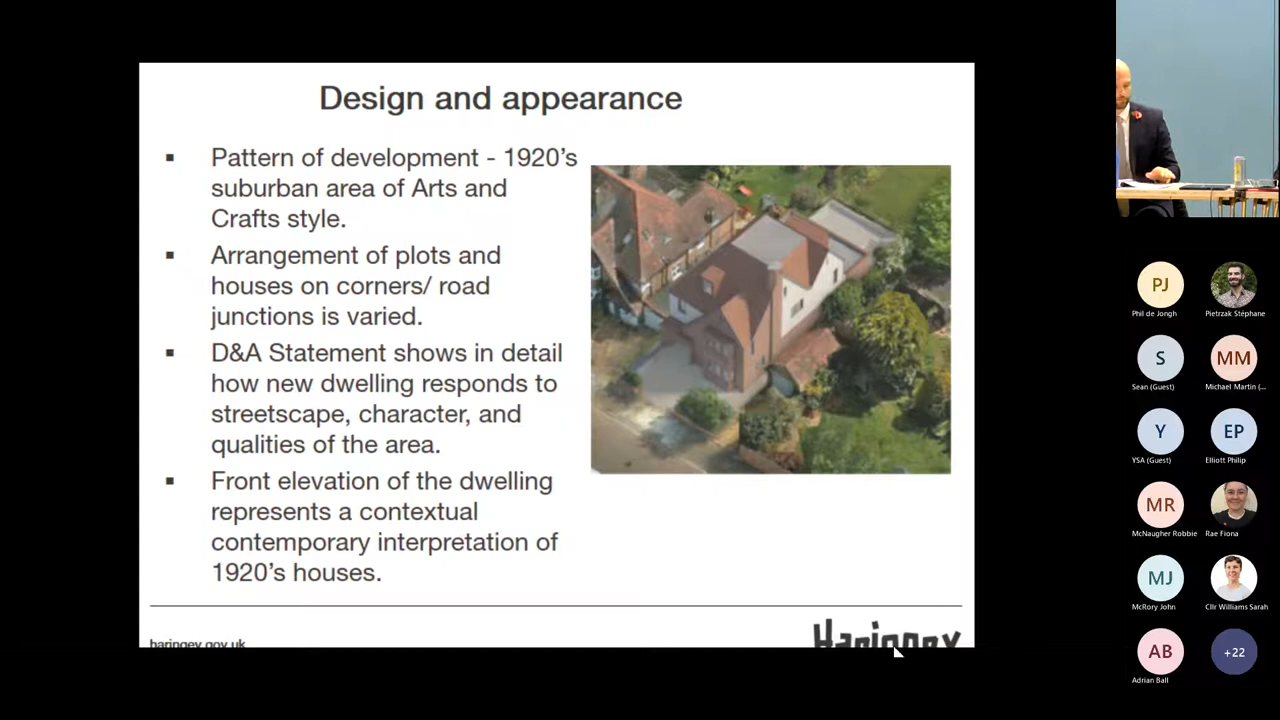 Design and appearance
▪ Pattern of development - 1920's
suburban area of Arts and
Crafts style.
▪ Arrangement of plots and
houses on corners/ road
junctions is varied.
▪ D&A Statement shows in detail
how new dwelling responds to
streetscape, character, and
qualities of the area.
▪ Front elevation of the dwelling
represents a contextual
contemporary interpretation of
1920's houses.
haringey.gov.uk
Haringey
PJ
Phil de Jongh
Pietrzak Stéphane
S
MM
Sean (Guest)
Michael Martin (...
Y
EP
YSA (Guest)
Elliott Philip
MR
McNaugher Robbie
Rae Fiona
MJ
McRory John
Cllr Williams Sarah
AB
+22
Adrian Ball